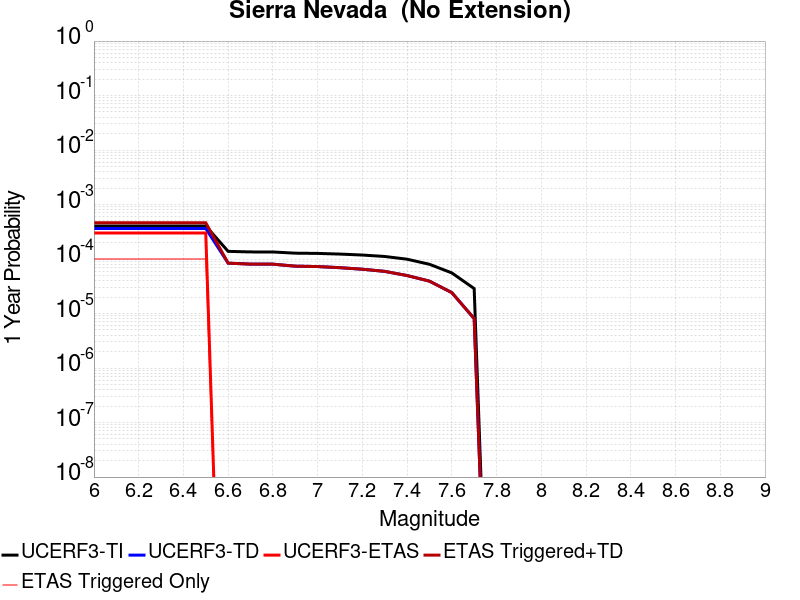 Sierra Nevada  (No Extension)
10^0
10^-1
10^-2
10^-3
10^-4
10^-5
10^-6
10^-7
10^-8
1 Year Probability
6 6.2 6.4 6.6 6.8 7 7.2 7.4 7.6 7.8 8 8.2 8.4 8.6 8.8 9
Magnitude
UCERF3-TI UCERF3-TD UCERF3-ETAS ETAS Triggered+TD
ETAS Triggered Only